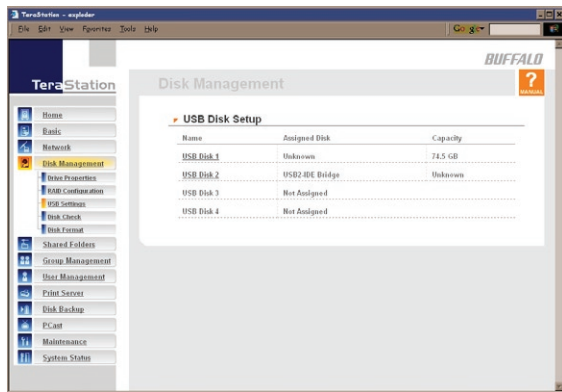 TeraStation - exploder
File Edit View Favorites Tools Help
Google
BUFFALO
TeraStation
Disk Management
?
MANUAL
Home
Basic
Network
Disk Management
Drive Properties
RAID Configuration
USB Settings
Disk Check
Disk Format
Shared Folders
Group Management
User Management
Print Server
Disk Backup
PCast
Maintenance
System Status
USB Disk Setup
Name Assigned Disk Capacity
USB Disk 1 Unknown 74.5 GB
USB Disk 2 USB2-IDE Bridge Unknown
USB Disk 3 Not Assigned
USB Disk 4 Not Assigned